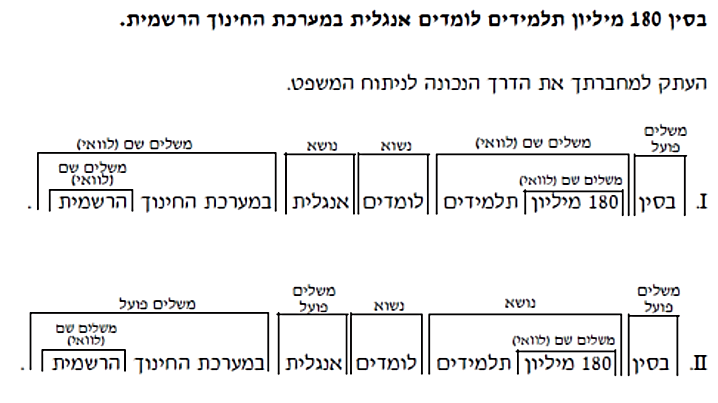 בסין 180 מיליון תלמידים לומדים אנגלית במערכת החינוך הרשמית.
העתק למחברתך את הדרך הנכונה לניתוח המשפט.
משלים פועל משלים שם (לוואי) נשוא נושא משלים שם (לוואי)
משלים שם (לוואי) משלים שם (לוואי)
I. בסין 180 מיליון תלמידים לומדים אנגלית במערכת החינוך הרשמית .
משלים פועל נושא נשוא משלים פועל משלים פועל
משלים שם (לוואי) משלים שם (לוואי)
II. בסין 180 מיליון תלמידים לומדים אנגלית במערכת החינוך הרשמית .